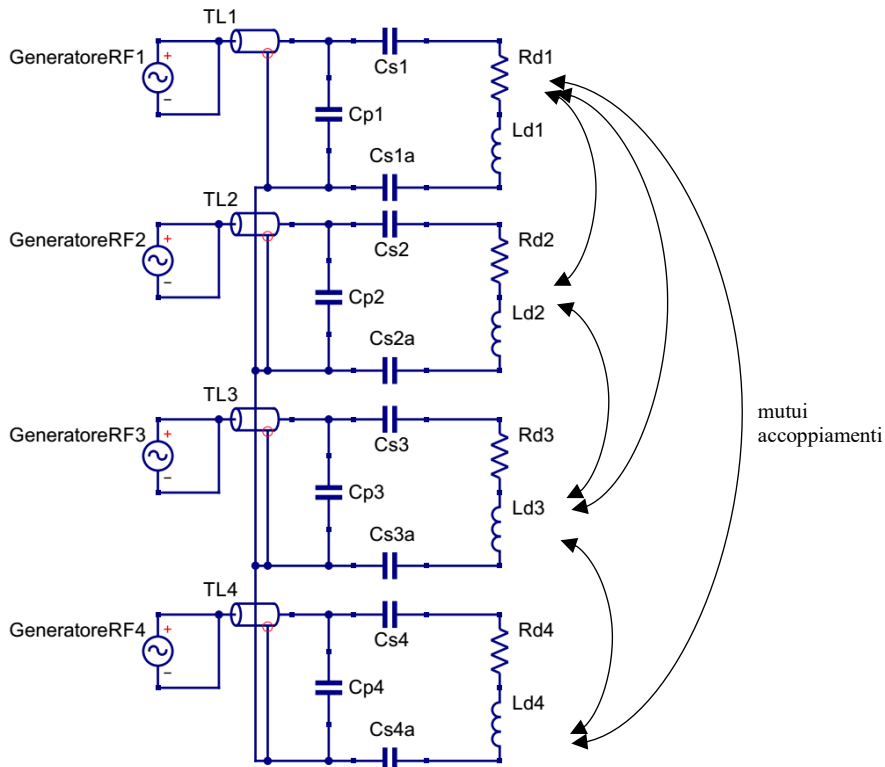 TL1
GeneratoreRF1
+
−
Cs1
Rd1
Cp1
Ld1
Cs1a
TL2
GeneratoreRF2
+
−
Cs2
Rd2
Cp2
Ld2
Cs2a
TL3
GeneratoreRF3
+
−
Cs3
Rd3
Cp3
Ld3
Cs3a
TL4
GeneratoreRF4
+
−
Cs4
Rd4
Cp4
Ld4
Cs4a
mutui
accoppiamenti